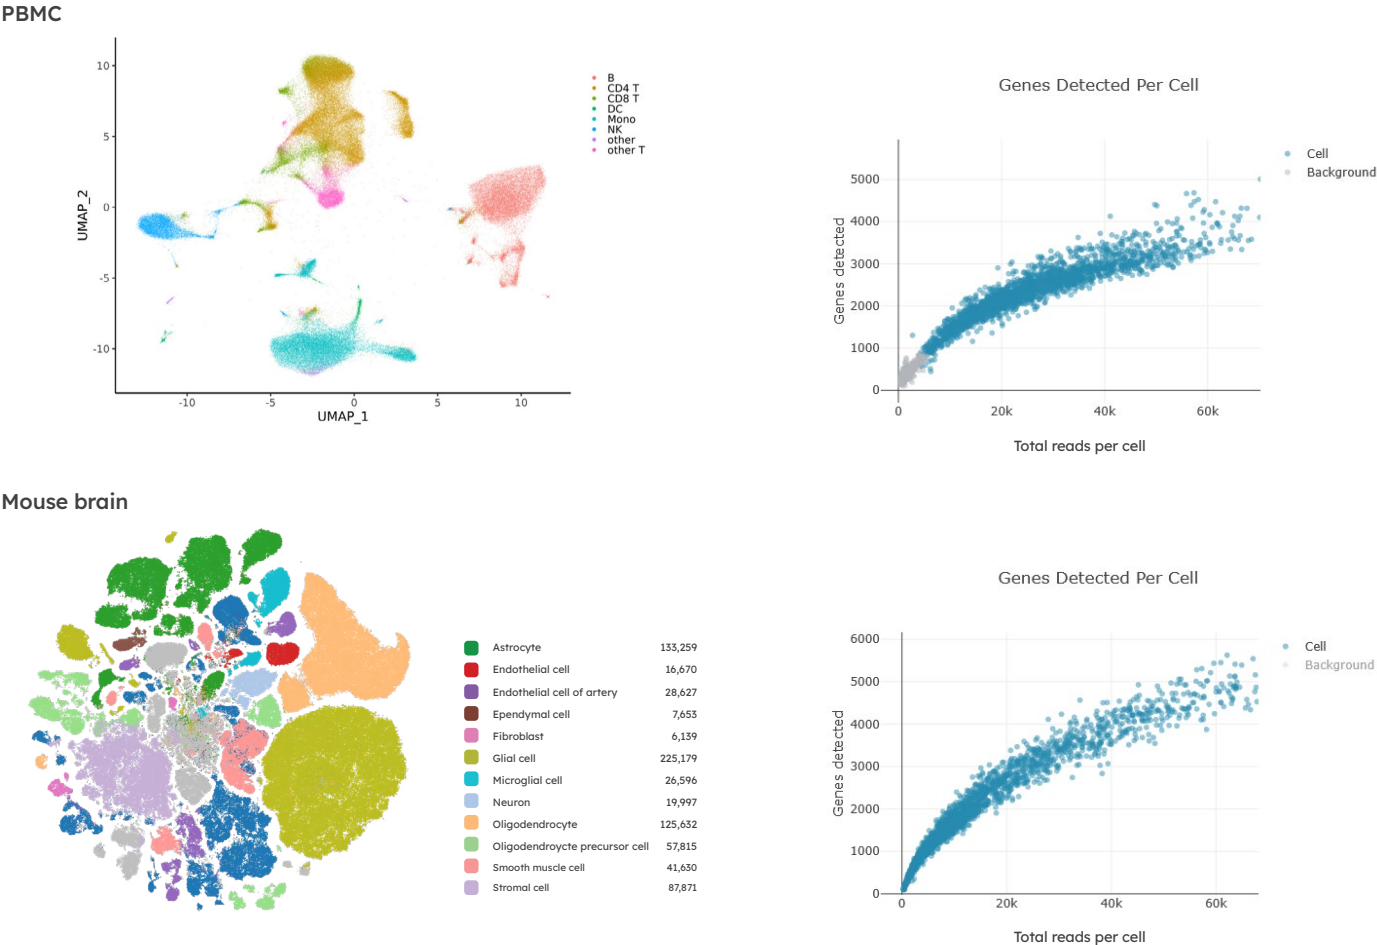 PBMC
10
5
0
-5
-10
UMAP_2
-10
-5
0
5
10
UMAP_1
B
CD4 T
CD8 T
DC
Mono
NK
other
other T
Genes Detected Per Cell
5000
4000
3000
2000
1000
0
Genes detected
0
20k
40k
60k
Total reads per cell
Cell
Background
Mouse brain
Astrocyte 133,259
Endothelial cell 16,670
Endothelial cell of artery 28,627
Ependymal cell 7,653
Fibroblast 6,139
Glial cell 225,179
Microglial cell 26,596
Neuron 19,997
Oligodendrocyte 125,632
Oligodendroycte precursor cell 57,815
Smooth muscle cell 41,630
Stromal cell 87,871
Genes Detected Per Cell
6000
5000
4000
3000
2000
1000
0
Genes detected
0
20k
40k
60k
Total reads per cell
Cell
Background